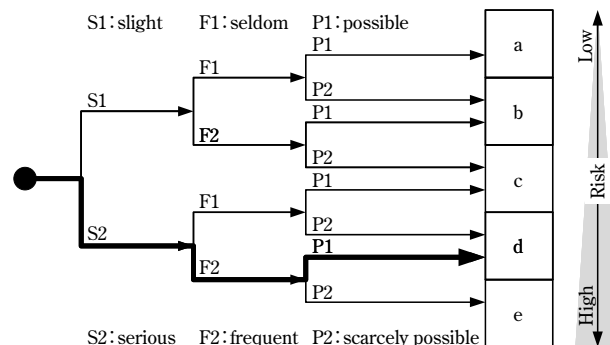 S1:slight F1:seldom P1:possible
P1
a
Low
F1
P2
S1
P1
b
F2
P2
c
P1
Risk
F1
P2
S2
P1
d
F2
P2
High
e
S2:serious F2:frequent P2:scarcely possible